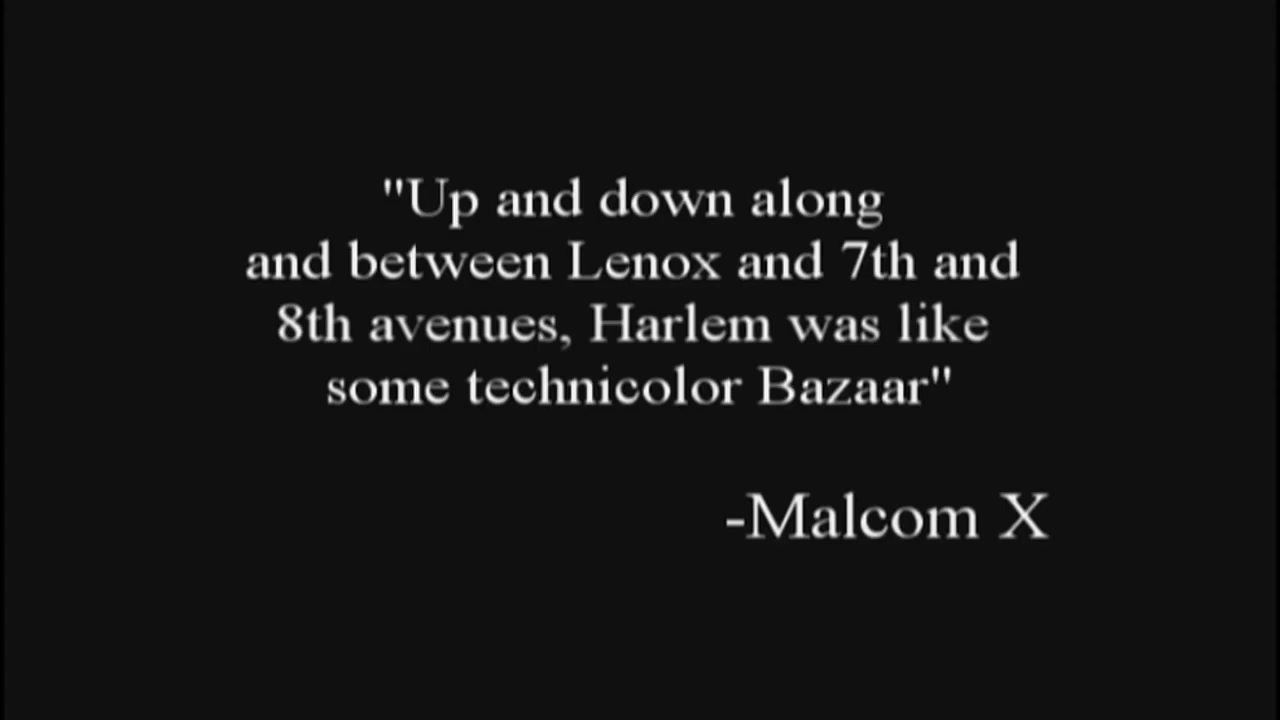 "Up and down along
and between Lenox and 7th and
8th avenues, Harlem was like
some technicolor Bazaar"
-Malcom X